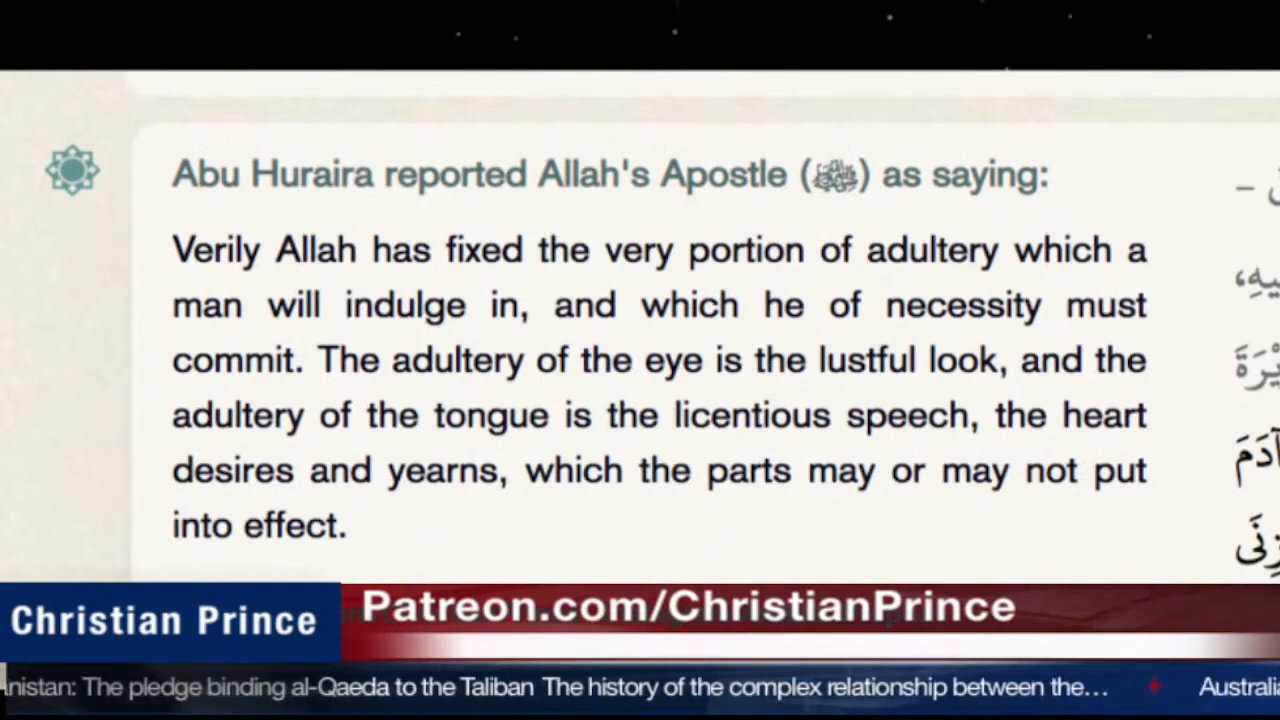 Abu Huraira reported Allah's Apostle (ﷺ) as saying:
Verily Allah has fixed the very portion of adultery which a
man will indulge in, and which he of necessity must
commit. The adultery of the eye is the lustful look, and the
adultery of the tongue is the licentious speech, the heart
desires and yearns, which the parts may or may not put
into effect.
Christian Prince
Patreon.com/ChristianPrince
nistan: The pledge binding al-Qaeda to the Taliban The history of the complex relationship between the... Australia